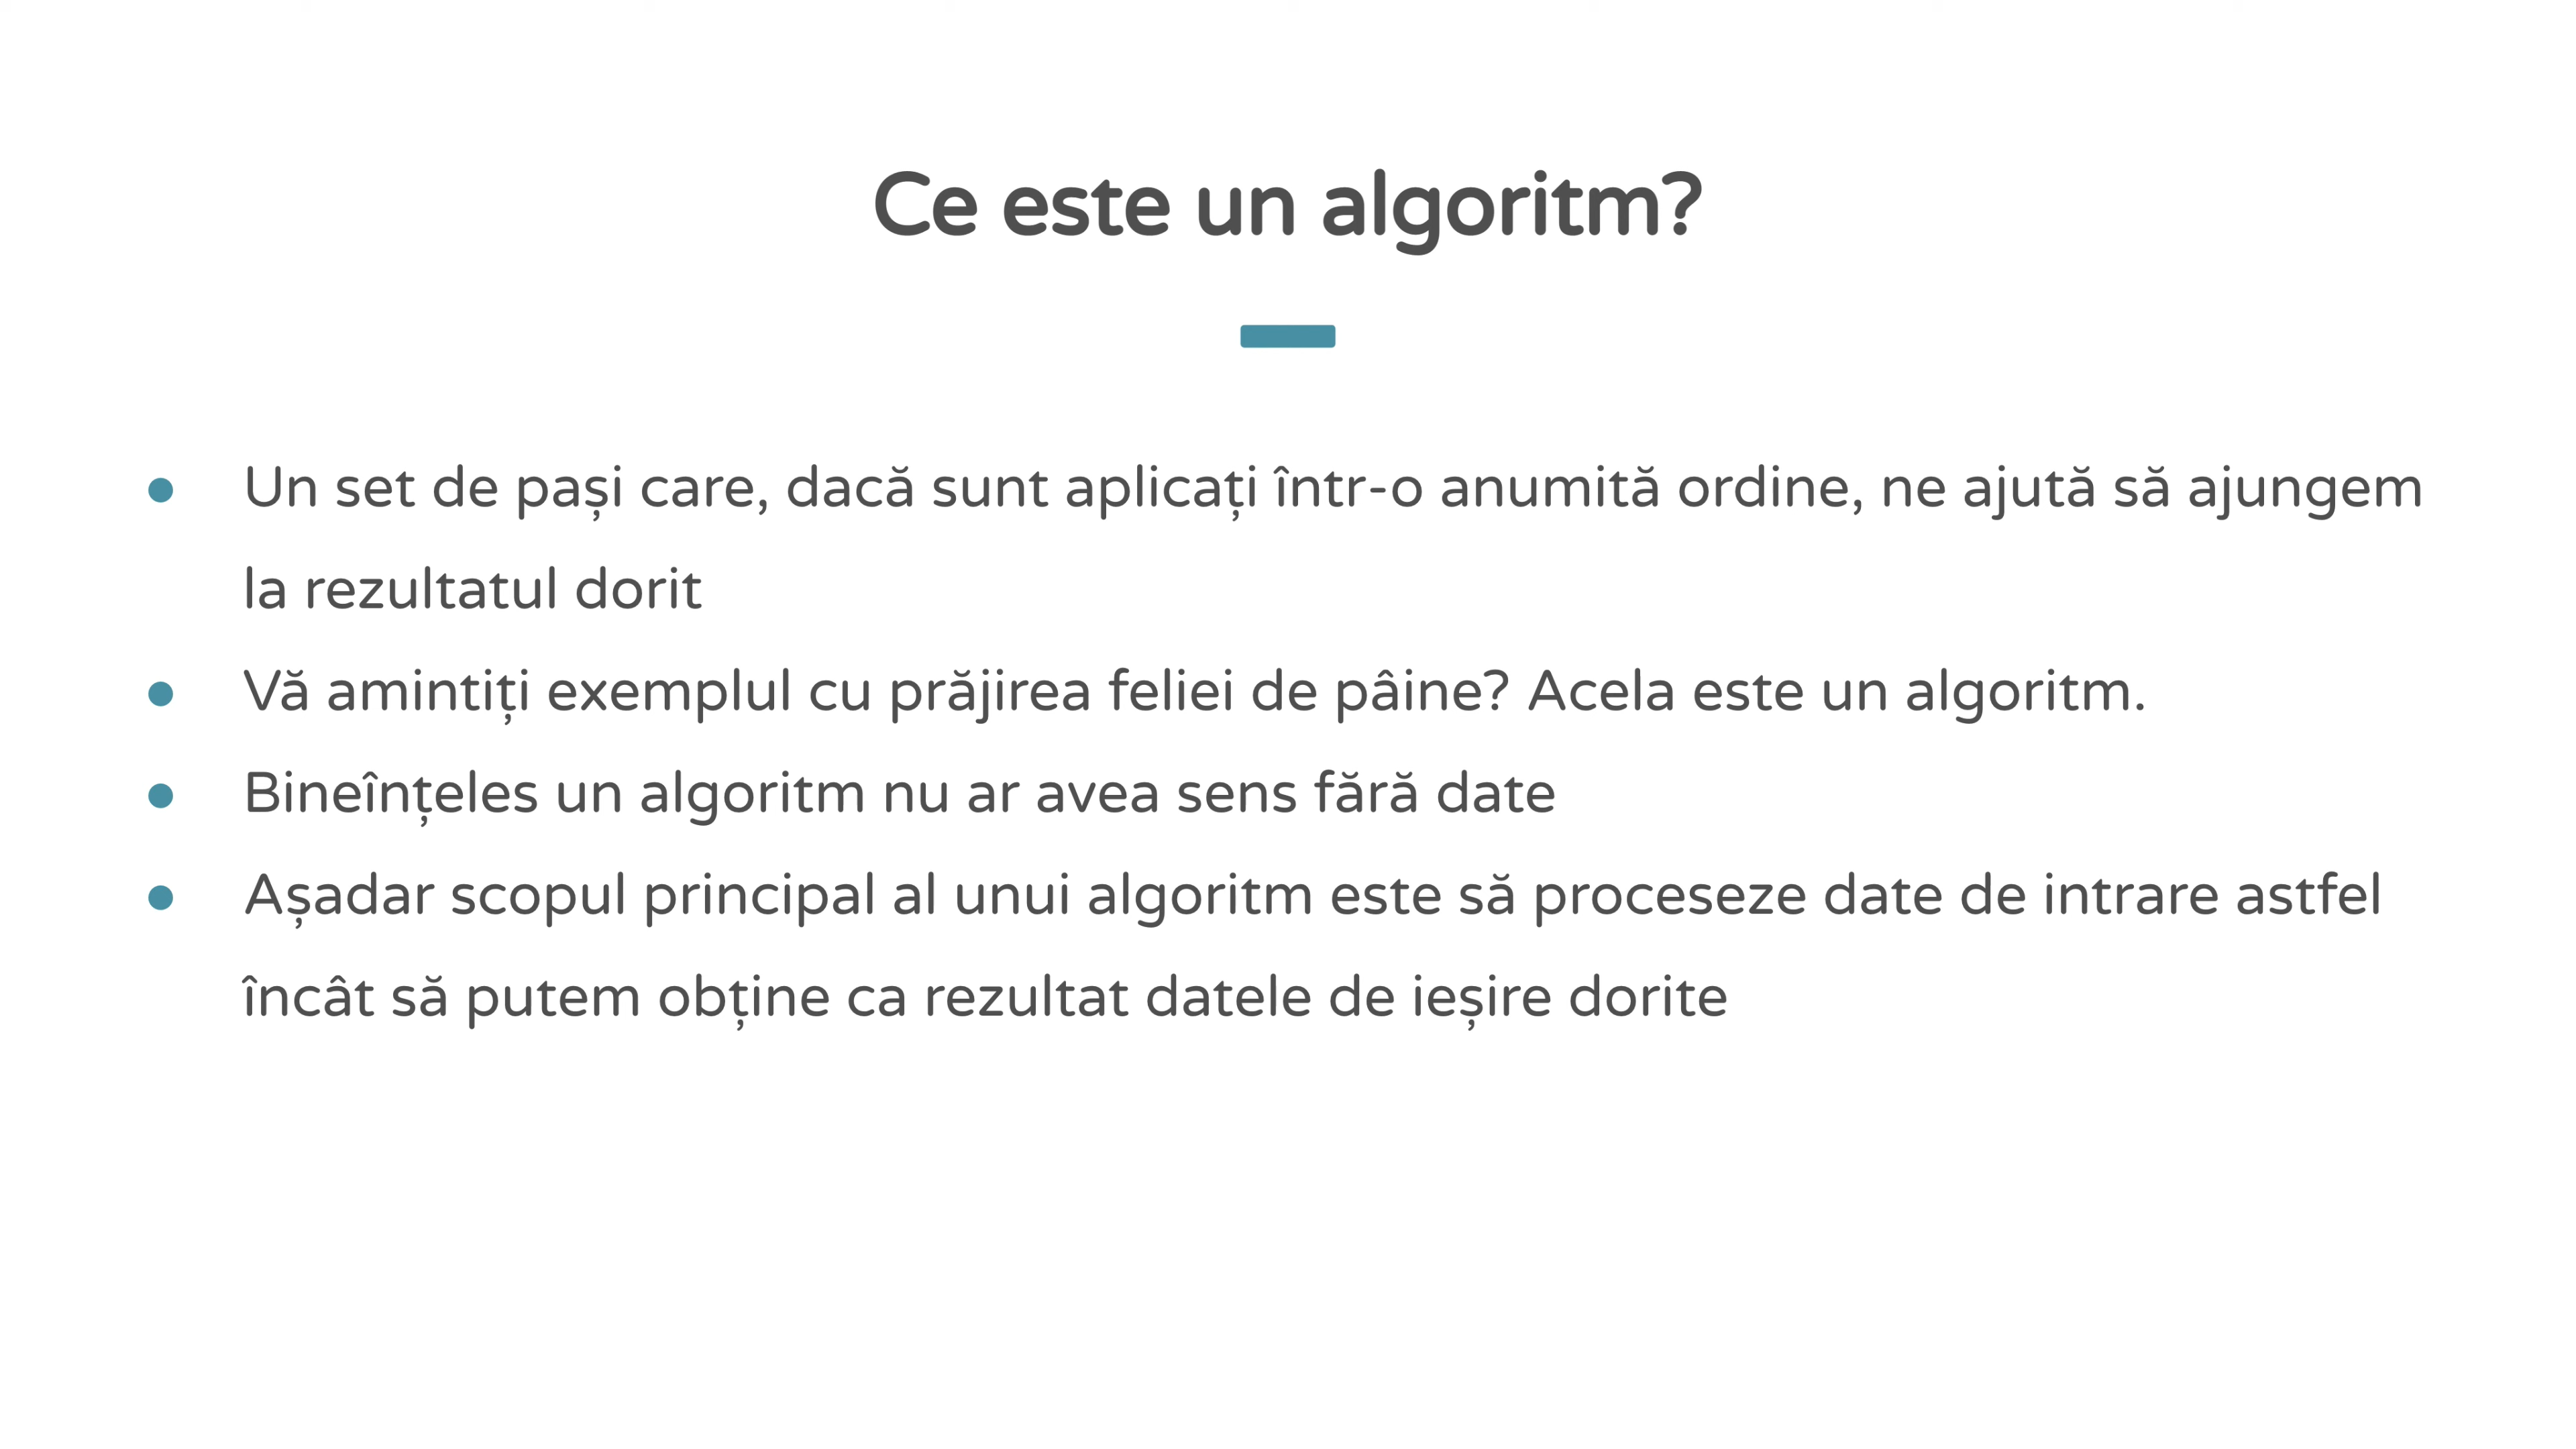 Ce este un algoritm?
Un set de pași care, dacă sunt aplicați într-o anumită ordine, ne ajută să ajungem
la rezultatul dorit
Vă amintiți exemplul cu prăjirea feliei de pâine? Acela este un algoritm.
Bineînțeles un algoritm nu ar avea sens fără date
Așadar scopul principal al unui algoritm este să proceseze date de intrare astfel
încât să putem obține ca rezultat datele de ieșire dorite